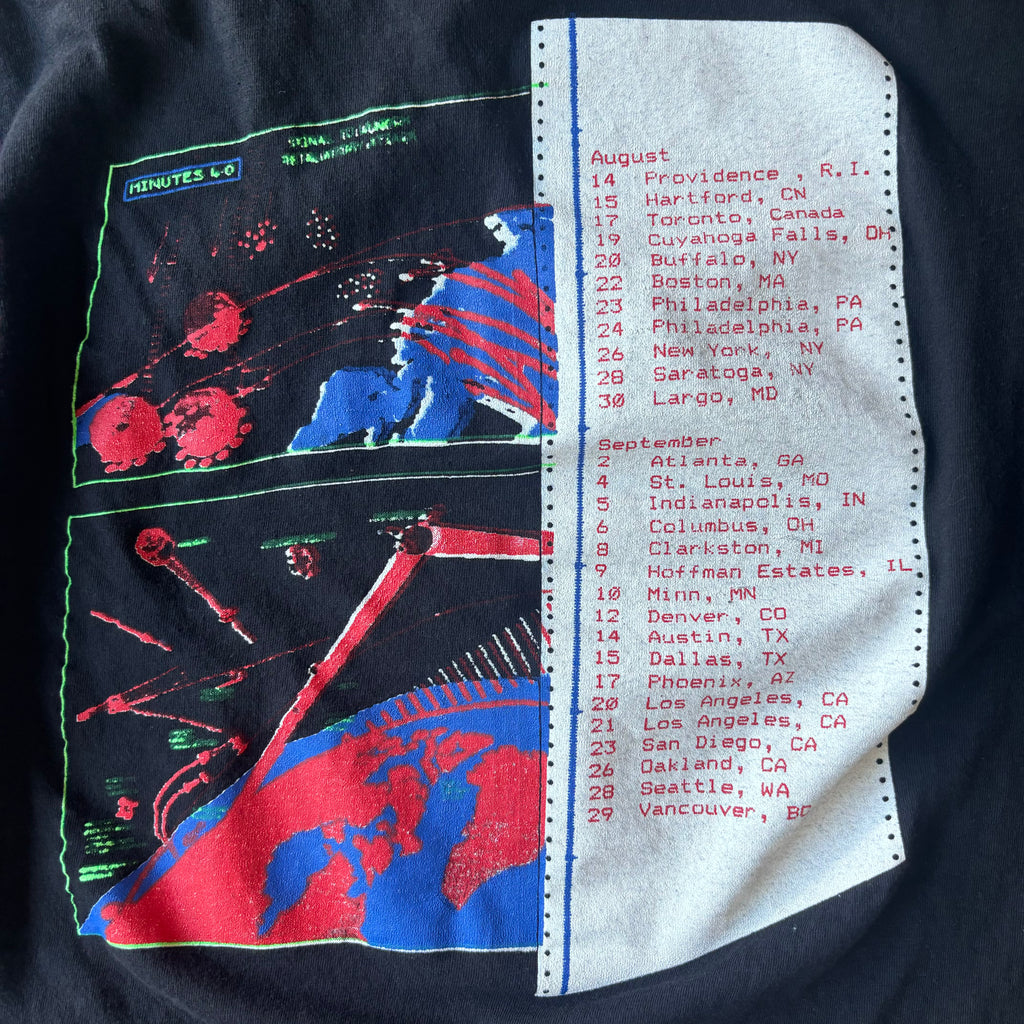 MINUTES 4.0
August
14 Providence , R.I.
15 Hartford, CN
17 Toronto, Canada
19 Cuyahoga Falls, OH
20 Buffalo, NY
22 Boston, MA
23 Philadelphia, PA
24 Philadelphia, PA
26 New York, NY
28 Saratoga, NY
30 Largo, MD
September
2 Atlanta, GA
4 St. Louis, MO
5 Indianapolis, IN
6 Columbus, OH
8 Clarkston, MI
9 Hoffman Estates, IL
10 Minn, MN
12 Denver, CO
14 Austin, TX
15 Dallas, TX
17 Phoenix, AZ
20 Los Angeles, CA
21 Los Angeles, CA
23 San Diego, CA
26 Oakland, CA
28 Seattle, WA
29 Vancouver, BC